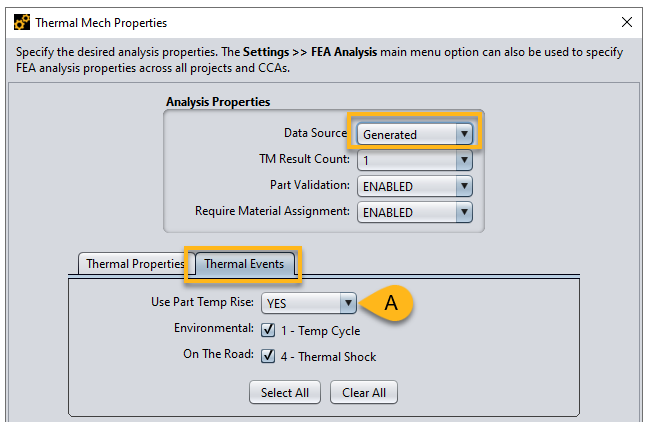 Thermal Mech Properties
Specify the desired analysis properties. The Settings >> FEA Analysis main menu option can also be used to specify
FEA analysis properties across all projects and CCAs.
Analysis Properties
Data Source: Generated
TM Result Count: 1
Part Validation: ENABLED
Require Material Assignment: ENABLED
Thermal Properties Thermal Events
Use Part Temp Rise: YES A
Environmental: 1 - Temp Cycle
On The Road: 4 - Thermal Shock
Select All Clear All